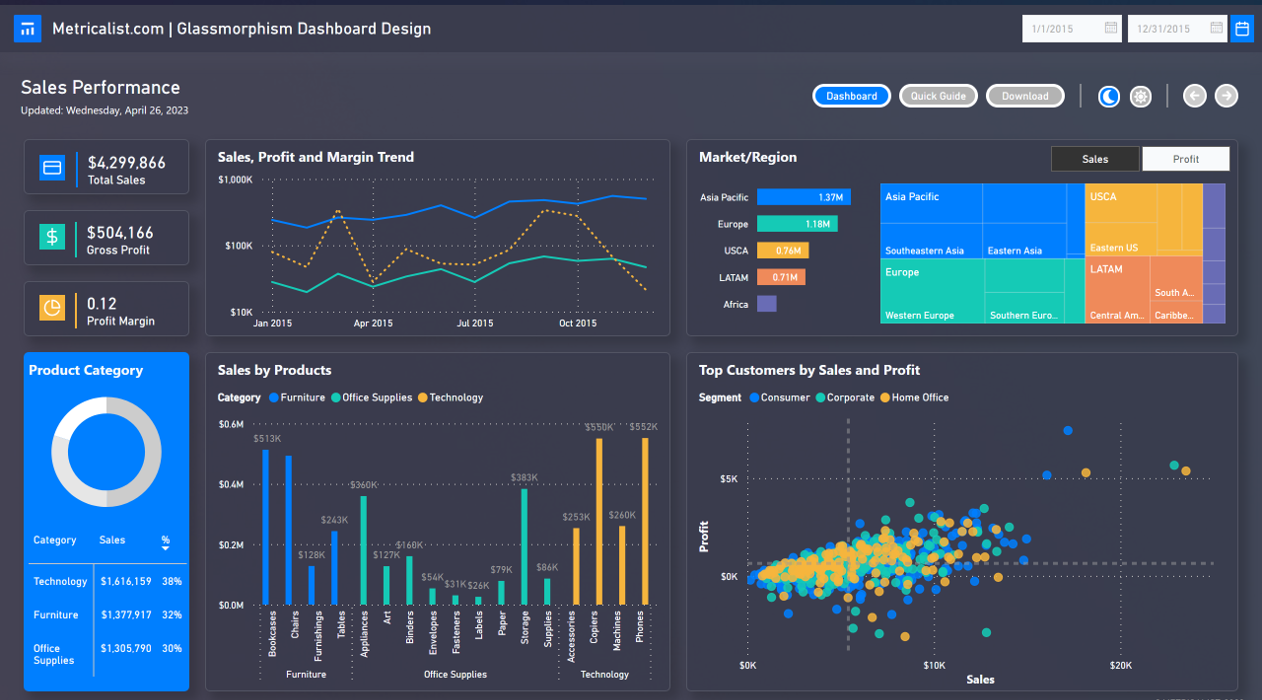 Metricalist.com | Glassmorphism Dashboard Design
1/1/2015
12/31/2015
Sales Performance
Updated: Wednesday, April 26, 2023
Dashboard
Quick Guide
Download
$4,299,866
Total Sales
$504,166
Gross Profit
0.12
Profit Margin
Sales, Profit and Margin Trend
$1,000K
$100K
$10K
Jan 2015
Apr 2015
Jul 2015
Oct 2015
Market/Region
Sales
Profit
Asia Pacific
1.37M
Europe
1.18M
USCA
0.76M
LATAM
0.71M
Africa
Asia Pacific
Southeastern Asia
Eastern Asia
Europe
Western Europe
Southern Euro...
USCA
Eastern US
LATAM
South A...
Central Am...
Caribbe...
Product Category
Category Sales %
Technology $1,616,159 38%
Furniture $1,377,917 32%
Office
Supplies $1,305,790 30%
Sales by Products
Category Furniture Office Supplies Technology
$0.6M
$0.4M
$0.2M
$0.0M
$513K
$128K
$243K
$360K
$127K
$160K
$54K
$31K
$26K
$79K
$383K
$86K
$253K
$550K
$260K
$552K
Bookcases
Chairs
Furnishings
Tables
Appliances
Art
Binders
Envelopes
Fasteners
Labels
Paper
Storage
Supplies
Accessories
Copiers
Machines
Phones
Furniture
Office Supplies
Technology
Top Customers by Sales and Profit
Segment Consumer Corporate Home Office
Profit
$5K
$0K
$0K
$10K
$20K
Sales